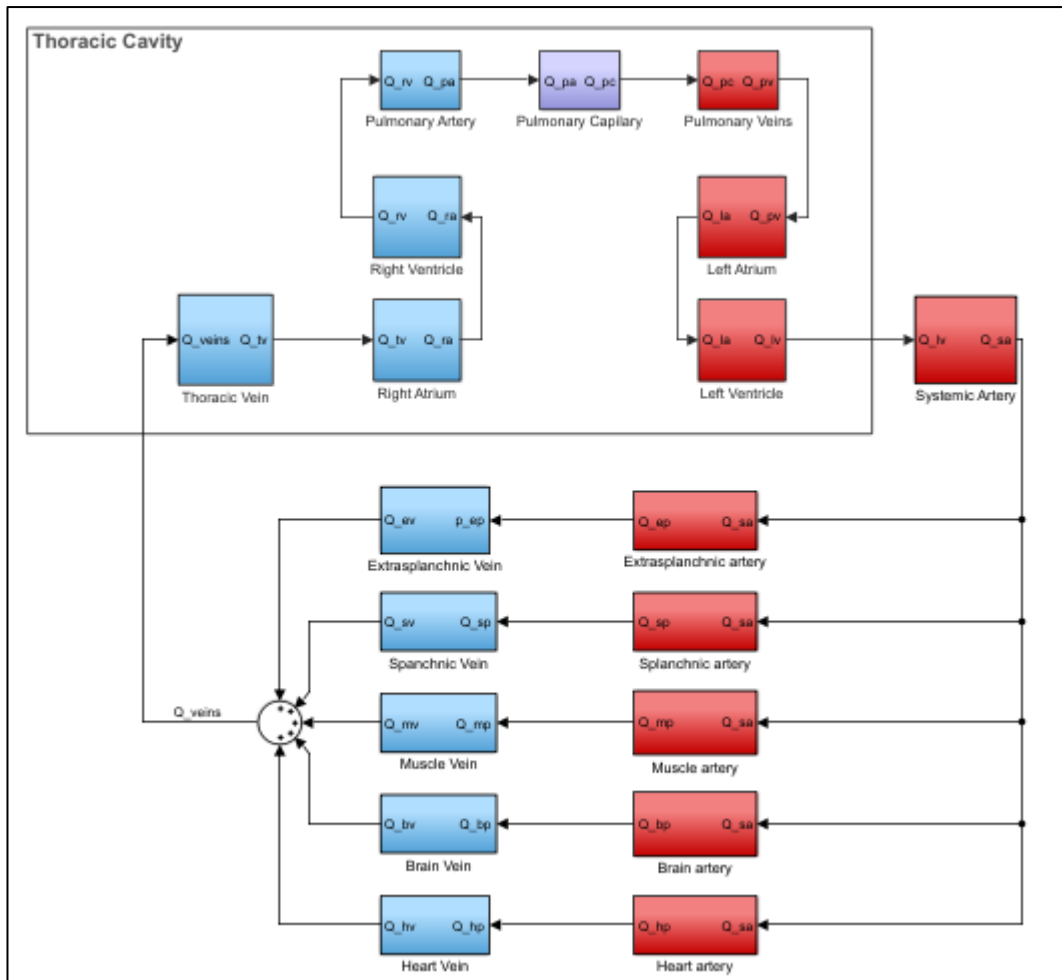 Thoracic Cavity
Q_rv Q_pa
Pulmonary Artery
Q_pa Q_pc
Pulmonary Capilary
Q_pc Q_pv
Pulmonary Veins
Q_rv Q_ra
Right Ventricle
Q_la Q_pv
Left Atrium
Q_veins Q_tv
Thoracic Vein
Q_tv Q_ra
Right Atrium
Q_la Q_lv
Left Ventricle
Q_lv Q_sa
Systemic Artery
Q_ev p_ep
Extrasplanchnic Vein
Q_ep Q_sa
Extrasplanchnic artery
Q_sv Q_sp
Spanchnic Vein
Q_sp Q_sa
Splanchnic artery
Q_veins
Q_mv Q_mp
Muscle Vein
Q_mp Q_sa
Muscle artery
Q_bv Q_bp
Brain Vein
Q_bp Q_sa
Brain artery
Q_hv Q_hp
Heart Vein
Q_hp Q_sa
Heart artery